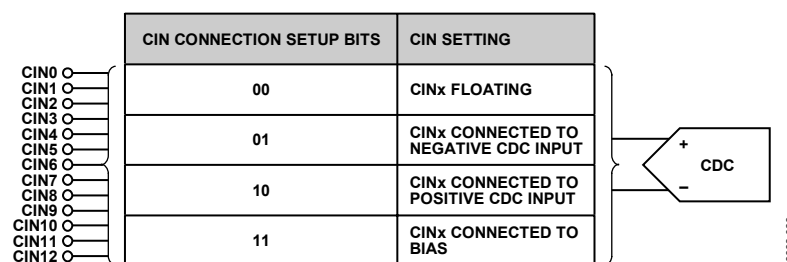 CIN CONNECTION SETUP BITS CIN SETTING
CIN0
CIN1
CIN2
CIN3
CIN4
CIN5
CIN6
CIN7
CIN8
CIN9
CIN10
CIN11
CIN12
00 CINx FLOATING
01 CINx CONNECTED TO
NEGATIVE CDC INPUT
10 CINx CONNECTED TO
POSITIVE CDC INPUT
11 CINx CONNECTED TO
BIAS
+
CDC
–